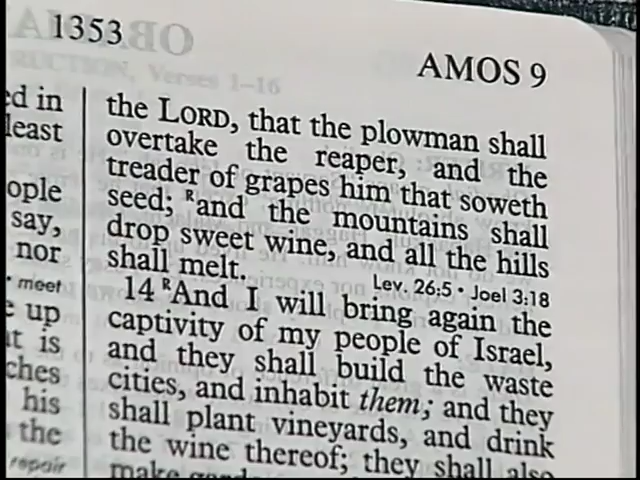 1353
AMOS 9
ed in
least
ople
say,
nor
• meet
e up
t is
ches
his
the
repair
the LORD, that the plowman shall
overtake the reaper, and the
treader of grapes him that soweth
seed; ᴿand the mountains shall
drop sweet wine, and all the hills
shall melt.
Lev. 26:5 • Joel 3:18
14 ᴿAnd I will bring again the
captivity of my people of Israel,
and they shall build the waste
cities, and inhabit them; and they
shall plant vineyards, and drink
the wine thereof; they shall also
make